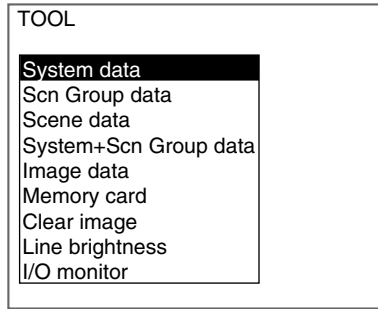 TOOL
System data
Scn Group data
Scene data
System+Scn Group data
Image data
Memory card
Clear image
Line brightness
I/O monitor